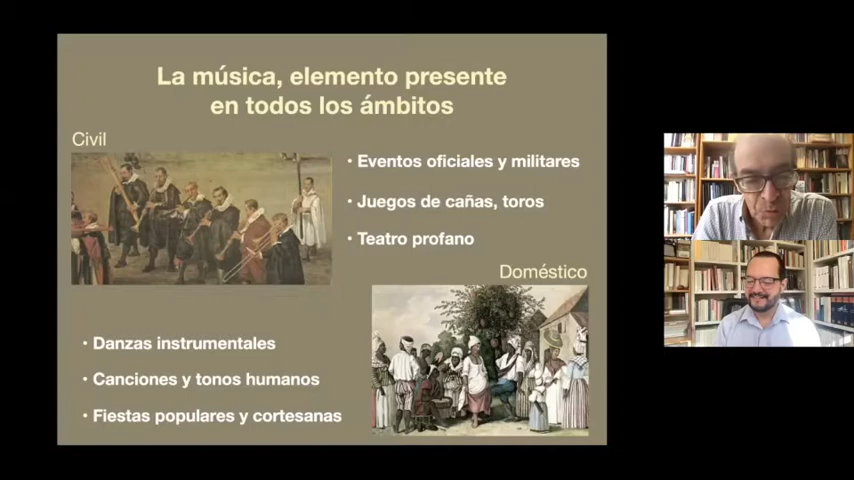 La música, elemento presente
en todos los ámbitos
Civil
• Eventos oficiales y militares
• Juegos de cañas, toros
• Teatro profano
Doméstico
• Danzas instrumentales
• Canciones y tonos humanos
• Fiestas populares y cortesanas